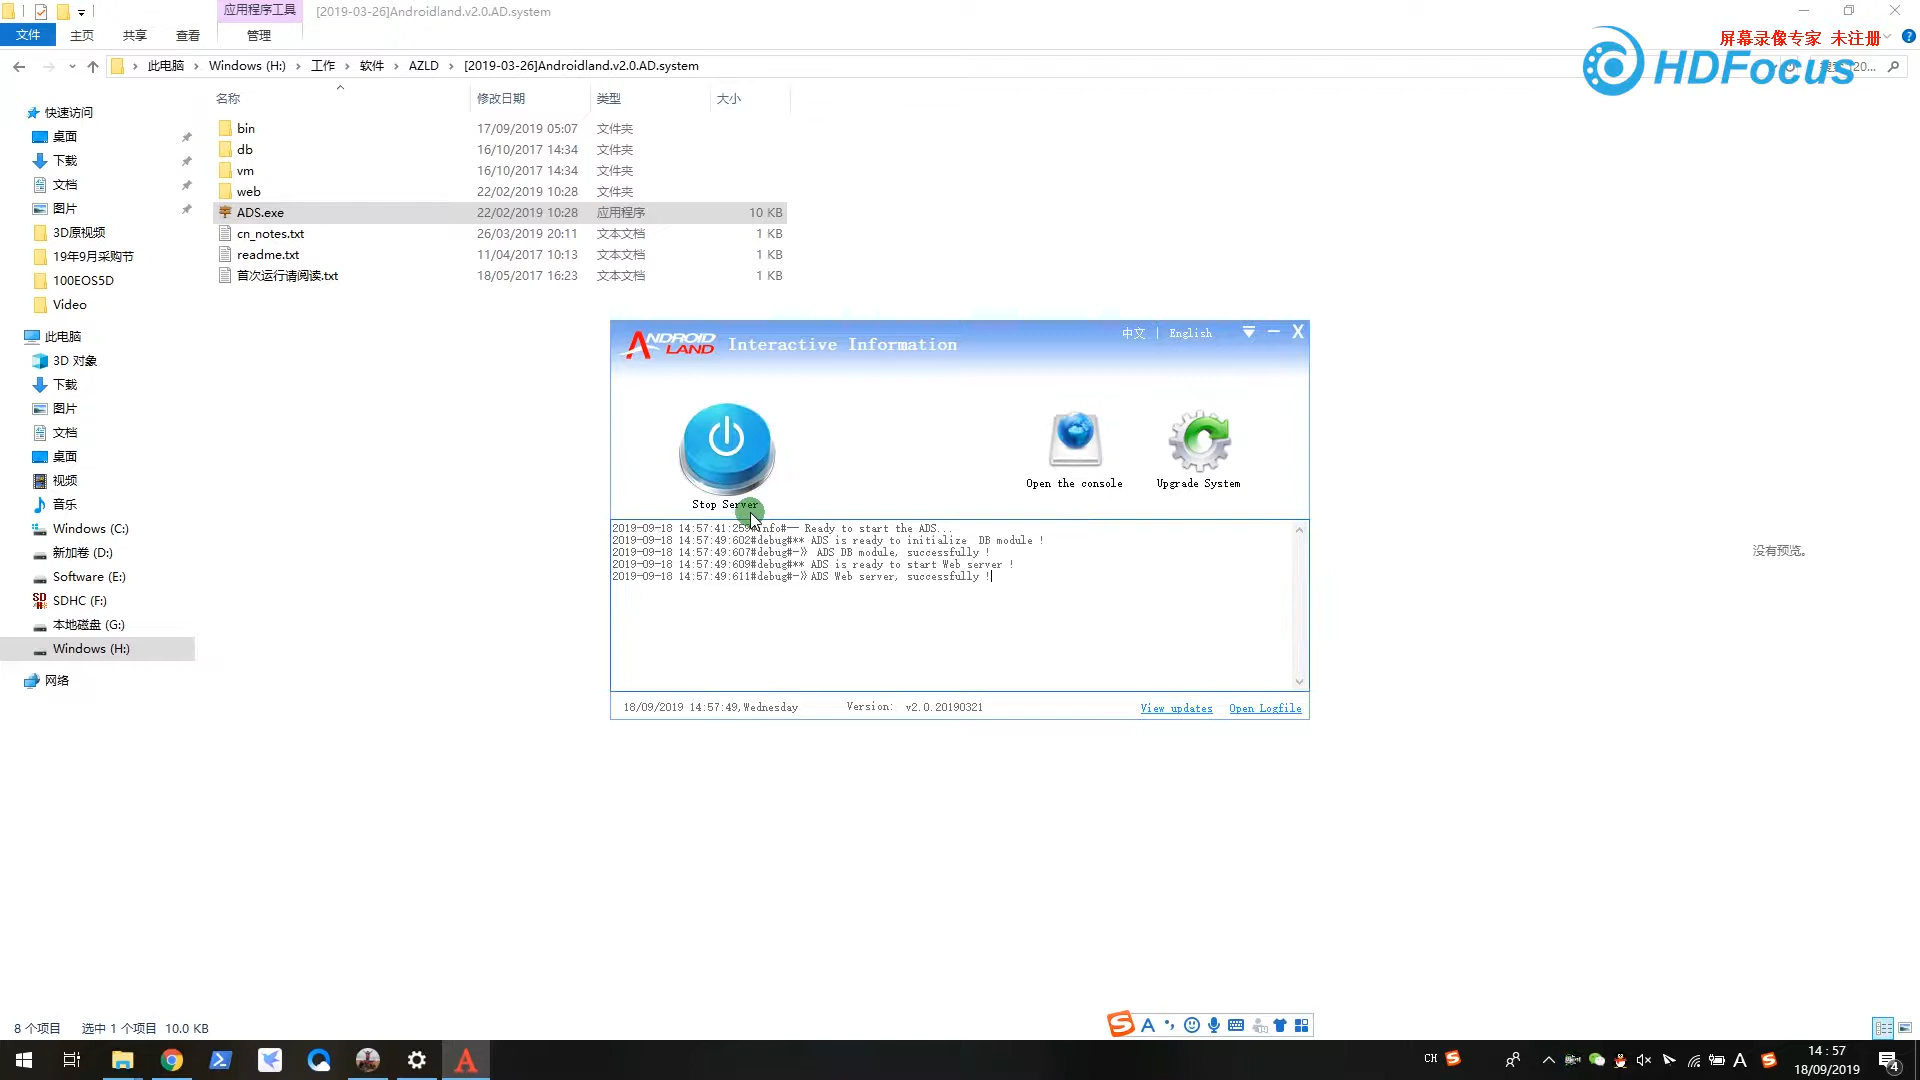 应用程序工具
[2019-03-26]Androidland.v2.0.AD.system
文件
主页
共享
查看
管理
屏幕录像专家 未注册
HDFocus
此电脑 > Windows (H:) > 工作 > 软件 > AZLD > [2019-03-26]Androidland.v2.0.AD.system
名称
修改日期
类型
大小
快速访问
桌面
下载
文档
图片
3D原视频
19年9月采购节
100EOS5D
Video
此电脑
3D 对象
下载
图片
文档
桌面
视频
音乐
Windows (C:)
新加卷 (D:)
Software (E:)
SDHC (F:)
本地磁盘 (G:)
Windows (H:)
网络
bin 17/09/2019 05:07 文件夹
db 16/10/2017 14:34 文件夹
vm 16/10/2017 14:34 文件夹
web 22/02/2019 10:28 文件夹
ADS.exe 22/02/2019 10:28 应用程序 10 KB
cn_notes.txt 26/03/2019 20:11 文本文档 1 KB
readme.txt 11/04/2017 10:13 文本文档 1 KB
首次运行请阅读.txt 18/05/2017 16:23 文本文档 1 KB
ANDROID LAND Interactive Information
中文 | English
Stop Server
Open the console
Upgrade System
2019-09-18 14:57:41:259#info#— Ready to start the ADS...
2019-09-18 14:57:49:602#debug#** ADS is ready to initialize DB module !
2019-09-18 14:57:49:607#debug#-》 ADS DB module, successfully !
2019-09-18 14:57:49:609#debug#** ADS is ready to start Web server !
2019-09-18 14:57:49:611#debug#-》ADS Web server, successfully !
18/09/2019 14:57:49,Wednesday
Version: v2.0.20190321
View updates
Open Logfile
没有预览。
8 个项目 选中 1 个项目 10.0 KB
CH
14:57
18/09/2019
4